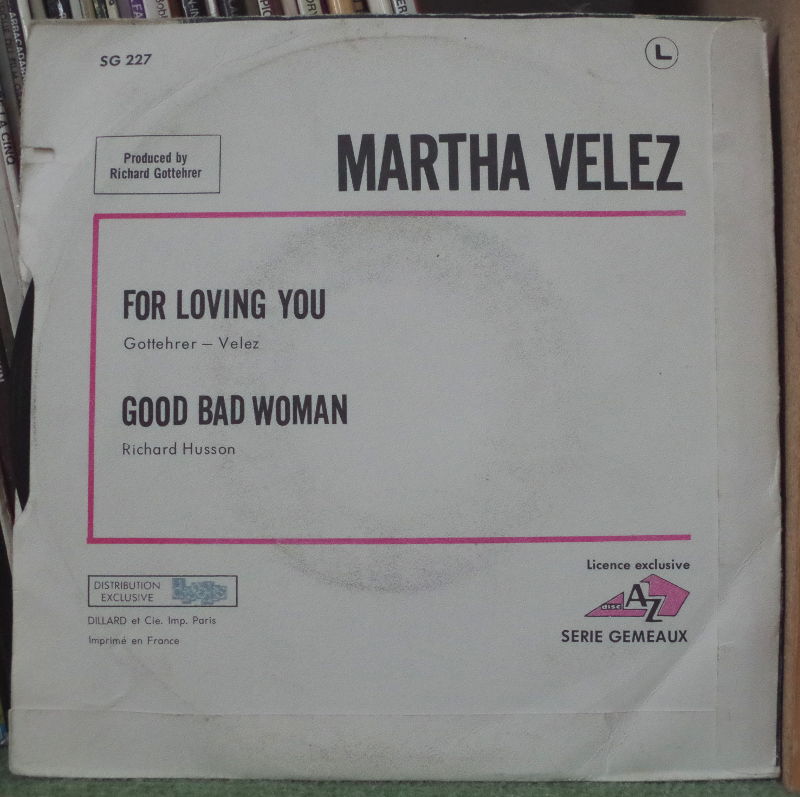 SG 227
L
Produced by
Richard Gottehrer
MARTHA VELEZ
FOR LOVING YOU
Gottehrer – Velez
GOOD BAD WOMAN
Richard Husson
DISTRIBUTION
EXCLUSIVE
DILLARD et Cie. Imp. Paris
Imprimé en France
Licence exclusive
disc AZ
SERIE GEMEAUX